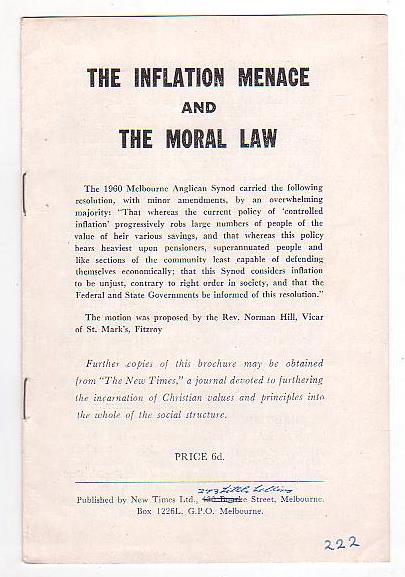 THE INFLATION MENACE
AND
THE MORAL LAW
The 1960 Melbourne Anglican Synod carried the following
resolution, with minor amendments, by an overwhelming
majority: "That whereas the current policy of 'controlled
inflation' progressively robs large numbers of people of the
value of heir various savings, and that whereas this policy
bears heaviest upon pensioners, superannuated people and
like sections of the community least capable of defending
themselves economically; that this Synod considers inflation
to be unjust, contrary to right order in society, and that the
Federal and State Governments be informed of this resolution."
The motion was proposed by the Rev. Norman Hill, Vicar
of St. Mark's, Fitzroy
Further copies of this brochure may be obtained
from "The New Times," a journal devoted to furthering
the incarnation of Christian values and principles into
the whole of the social structure.
PRICE 6d.
273 Little Collins
Published by New Times Ltd., Bourke Street, Melbourne.
Box 1226L, G.P.O. Melbourne.
222